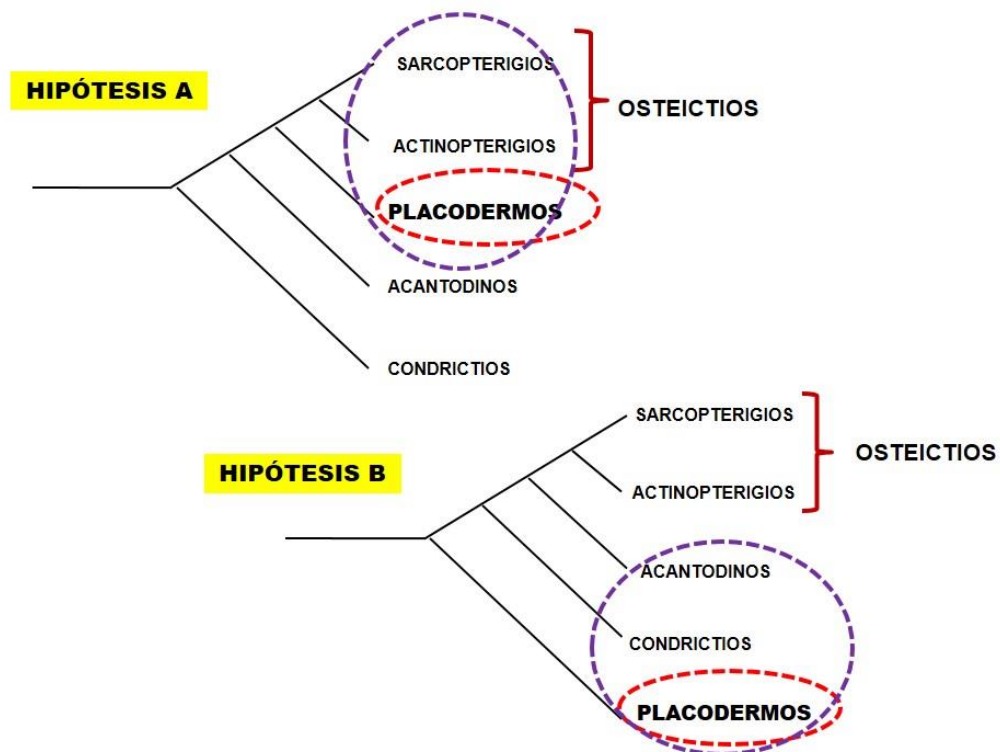 SARCOPTERIGIOS
HIPÓTESIS A
OSTEICTIOS
ACTINOPTERIGIOS
PLACODERMOS
ACANTODINOS
CONDRICTIOS
SARCOPTERIGIOS
OSTEICTIOS
HIPÓTESIS B
ACTINOPTERIGIOS
ACANTODINOS
CONDRICTIOS
PLACODERMOS